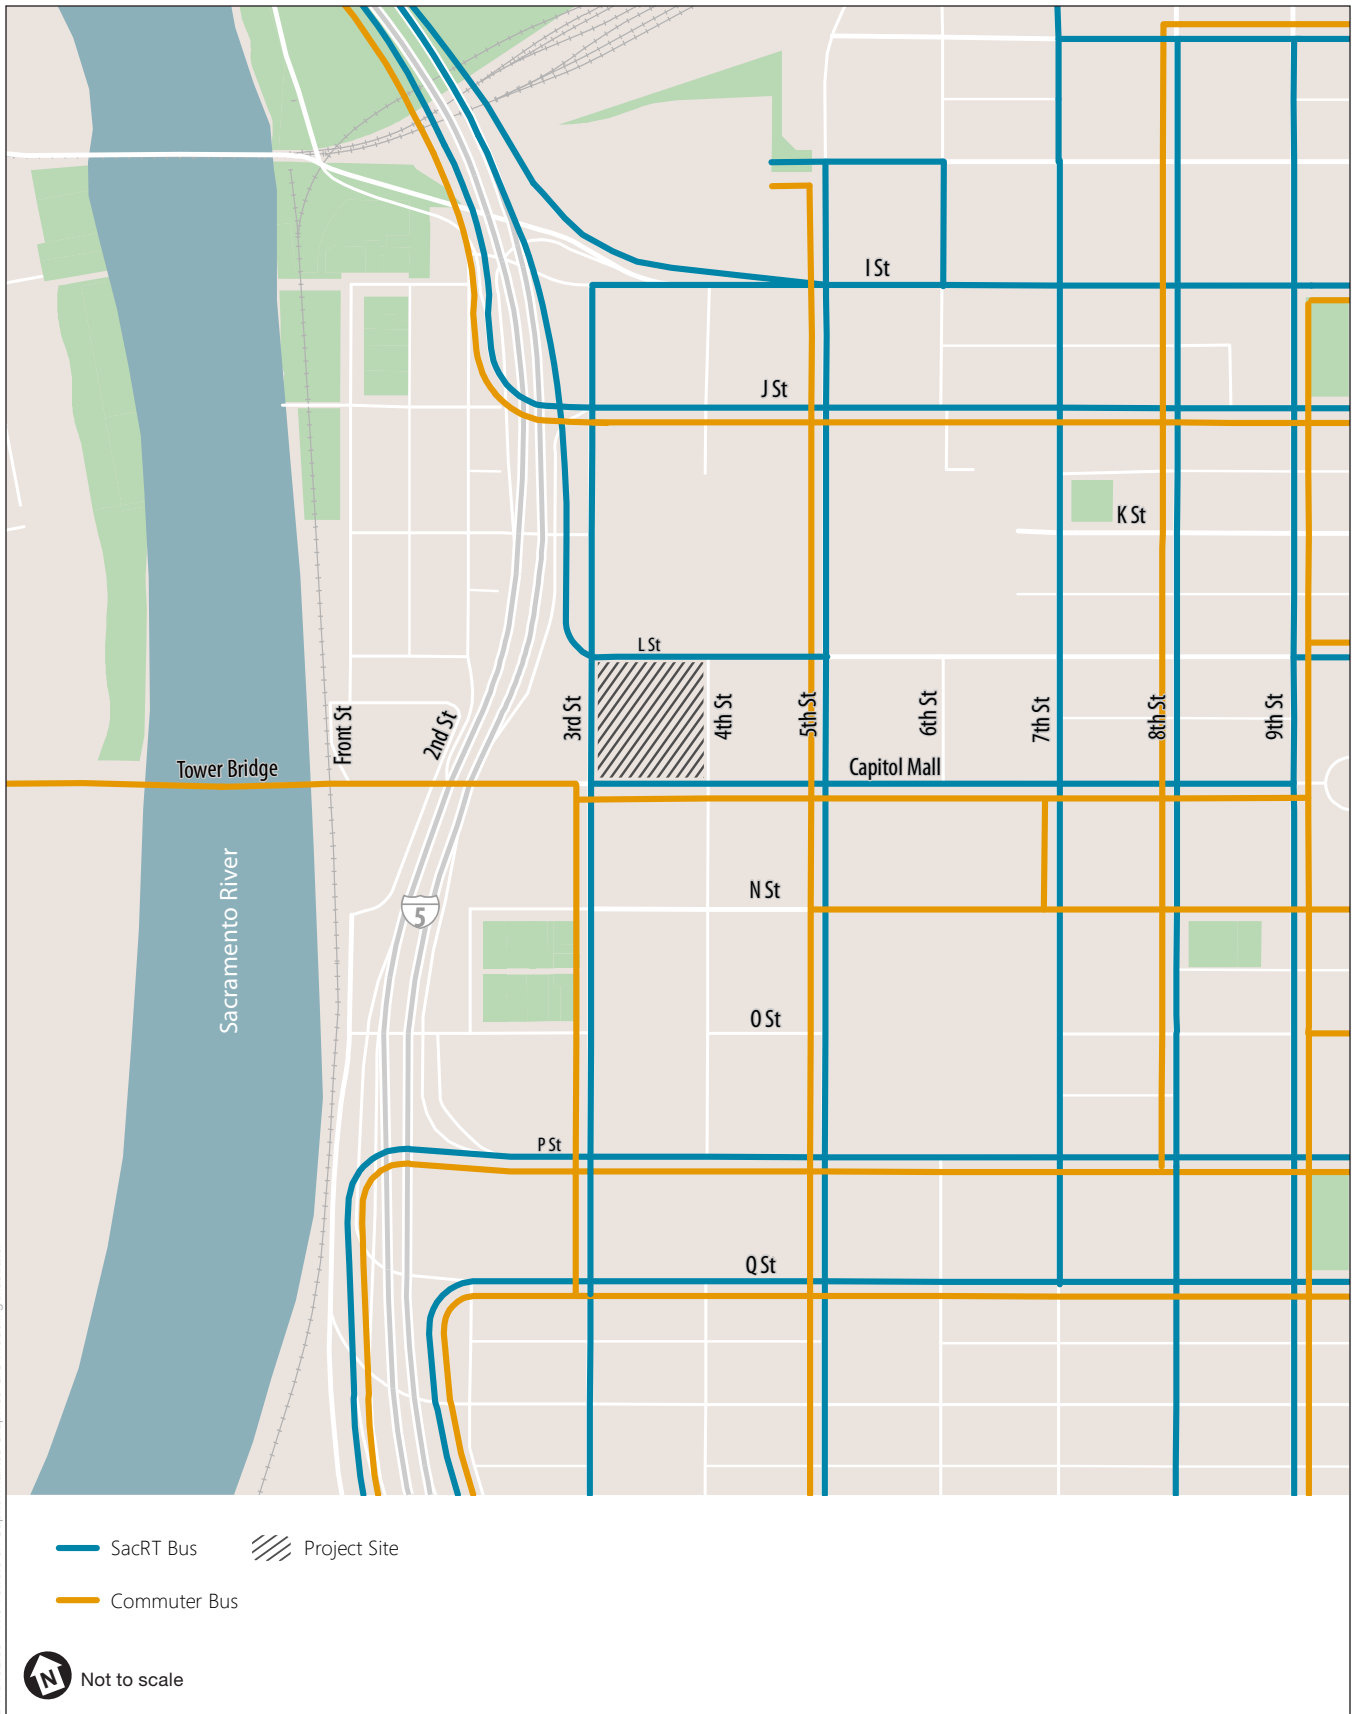 I St
J St
K St
L St
3rd St
4th St
5th St
6th St
7th St
8th St
9th St
Front St
2nd St
Tower Bridge
Capitol Mall
Sacramento River
5
N St
O St
P St
Q St
SacRT Bus
Project Site
Commuter Bus
N
Not to scale